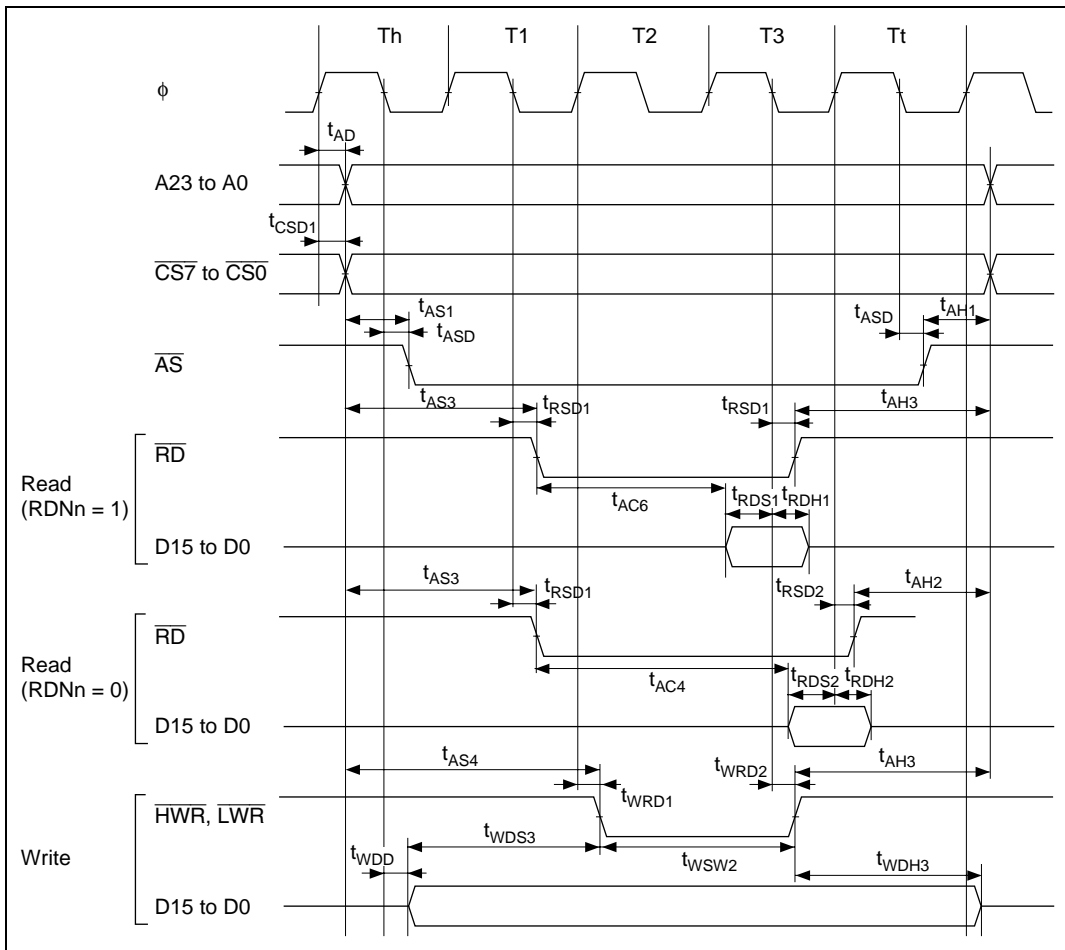 Th T1 T2 T3 Tt
ϕ
tAD
A23 to A0
tCSD1
CS7 to CS0
tAS1
tASD
tASD
tAH1
AS
tAS3
tRSD1
tRSD1
tAH3
RD
Read
(RDNn = 1)
tAC6
tRDS1
tRDH1
D15 to D0
tAS3
tRSD1
tRSD2
tAH2
RD
Read
(RDNn = 0)
tAC4
tRDS2
tRDH2
D15 to D0
tAS4
tWRD1
tWRD2
tAH3
HWR, LWR
Write
tWDD
tWDS3
tWSW2
tWDH3
D15 to D0